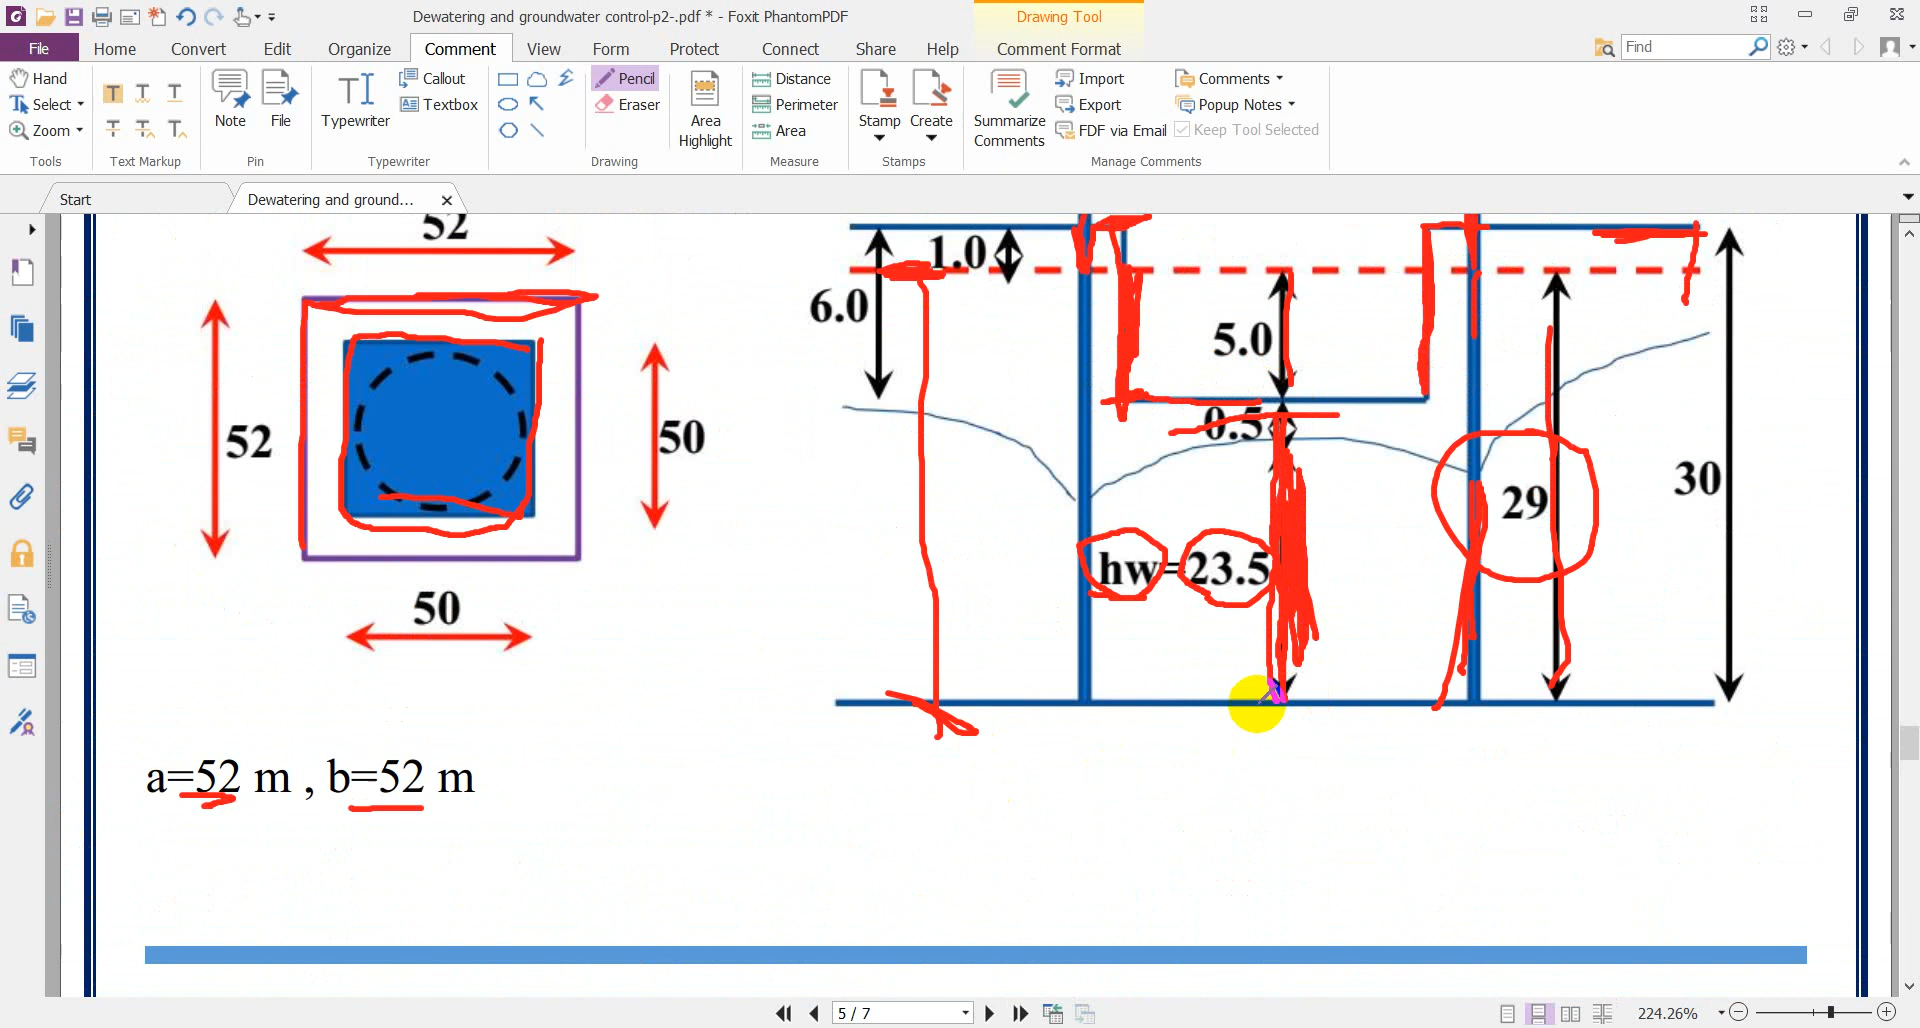 Dewatering and groundwater control-p2-.pdf * - Foxit PhantomPDF
Drawing Tool
File
Home
Convert
Edit
Organize
Comment
View
Form
Protect
Connect
Share
Help
Comment Format
Find
Hand
Select
Zoom
Tools
Text Markup
Note
File
Pin
Typewriter
Callout
Textbox
Typewriter
Pencil
Eraser
Drawing
Area
Highlight
Distance
Perimeter
Area
Measure
Stamp
Create
Stamps
Summarize
Comments
Import
Export
FDF via Email
Comments
Popup Notes
Keep Tool Selected
Manage Comments
Start
Dewatering and ground...
52
52
50
50
1.0
6.0
5.0
0.5
hw=23.5
29
30
a=52 m , b=52 m
5 / 7
224.26%